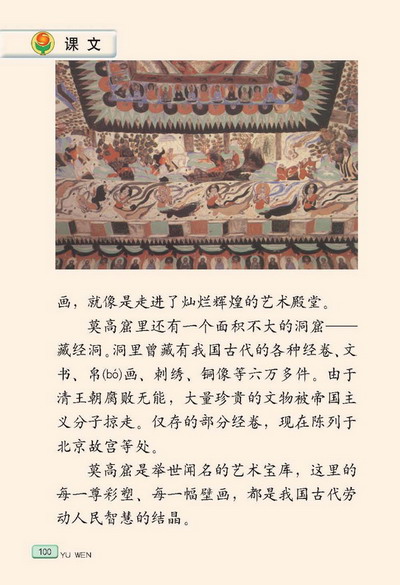 课文
画，就像是走进了灿烂辉煌的艺术殿堂。
莫高窟里还有一个面积不大的洞窟——
藏经洞。洞里曾藏有我国古代的各种经卷、文
书、帛(bó)画、刺绣、铜像等六万多件。由于
清王朝腐败无能，大量珍贵的文物被帝国主
义分子掠走。仅存的部分经卷，现在陈列于
北京故宫等处。
莫高窟是举世闻名的艺术宝库，这里的
每一尊彩塑、每一幅壁画，都是我国古代劳
动人民智慧的结晶。
100
YU WEN